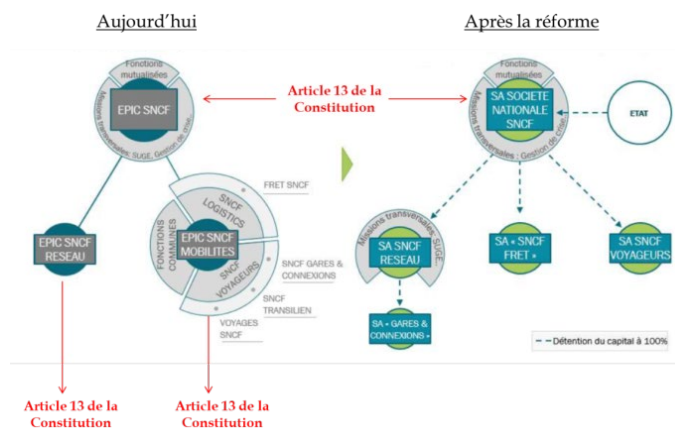 Aujourd'hui
Après la réforme
Fonctions
mutualisées
EPIC SNCF
Missions transversales: SUGE, Gestion de crise...
Article 13 de la
Constitution
Fonctions
mutualisées
SA SOCIETE
NATIONALE
SNCF
Missions transversales : Gestion de crise...
ETAT
FRET SNCF
SNCF
LOGISTICS
FONCTIONS
COMMUNES
EPIC SNCF
MOBILITES
SNCF
VOYAGEURS
EPIC SNCF
RESEAU
SNCF GARES &
CONNEXIONS
SNCF
TRANSILIEN
VOYAGES
SNCF
Missions transversales: SUGE...
SA SNCF
RESEAU
SA « SNCF
FRET »
SA SNCF
VOYAGEURS
SA « GARES &
CONNEXIONS »
Détention du capital à 100%
Article 13 de la
Constitution
Article 13 de la
Constitution